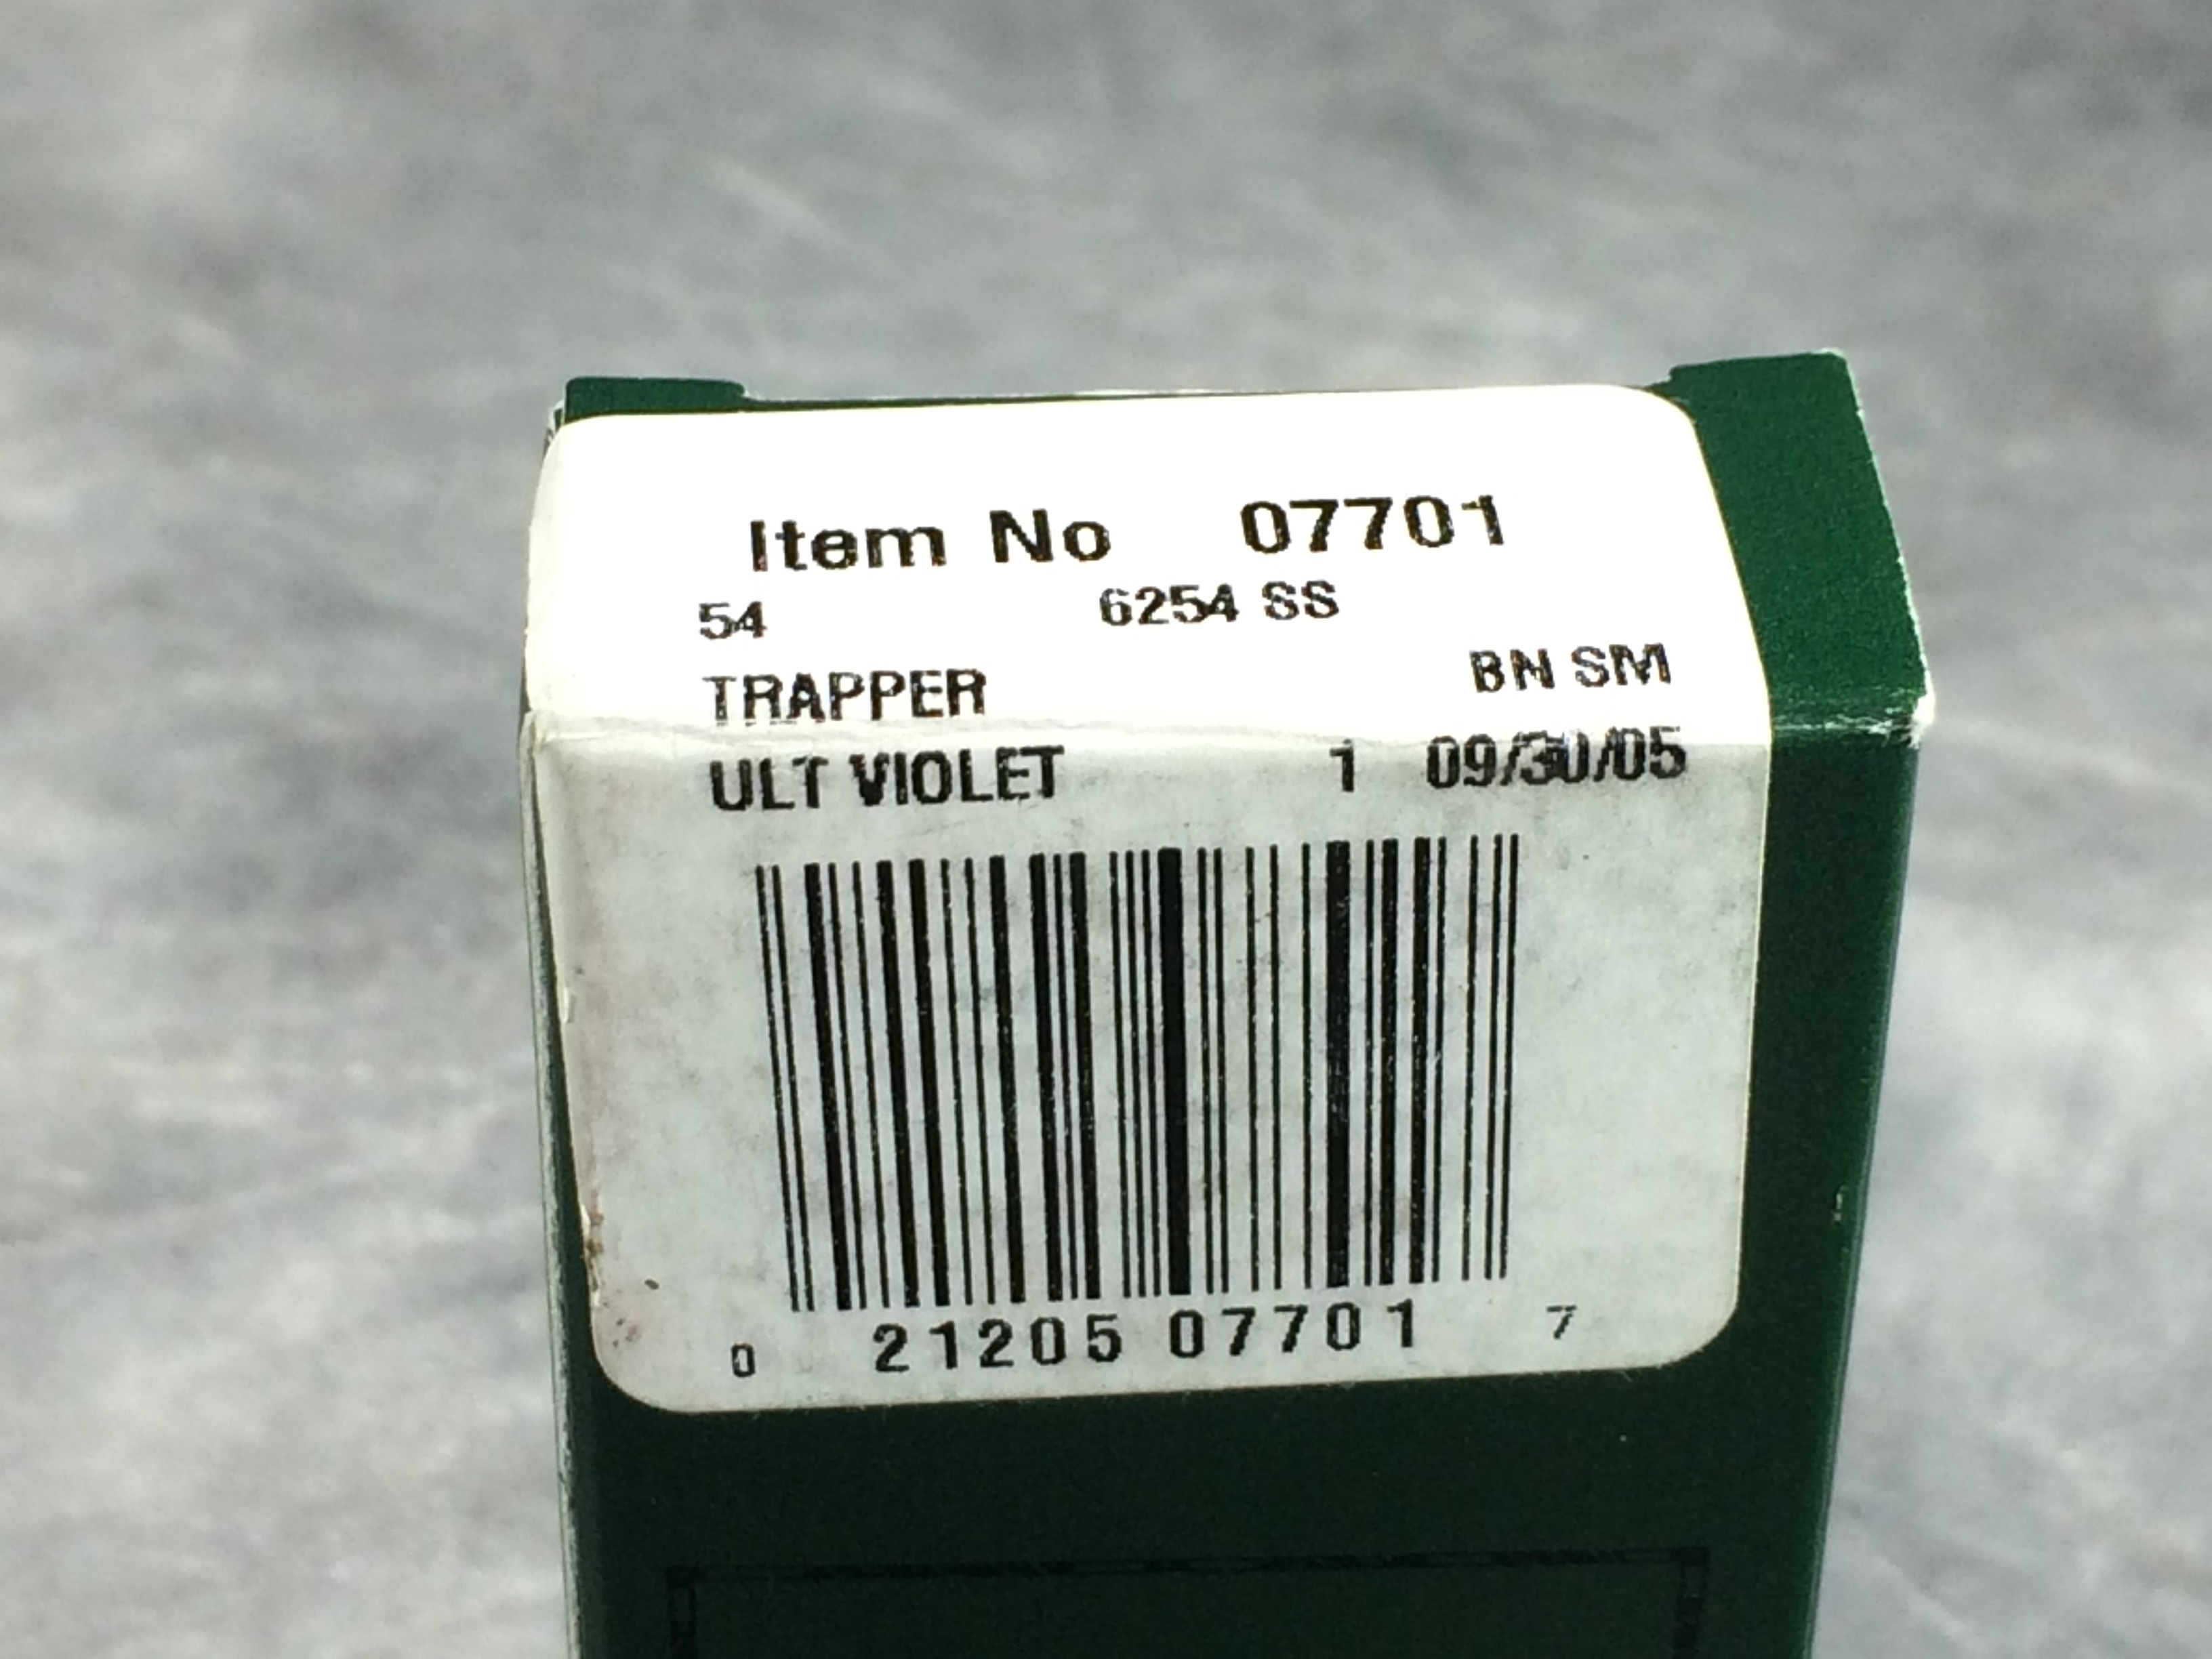 Item No 07701
54 6254 SS
TRAPPER BN SM
ULT VIOLET 1 09/30/05
0 21205 07701 7